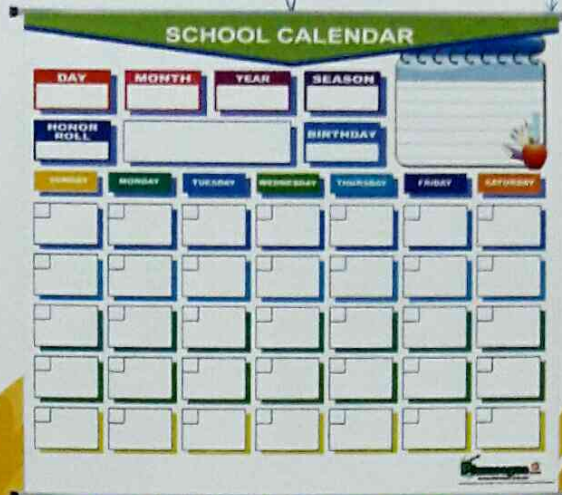 SCHOOL CALENDAR
DAY MONTH YEAR SEASON
HONOR ROLL
BIRTHDAY
SUNDAY MONDAY TUESDAY WEDNESDAY THURSDAY FRIDAY SATURDAY